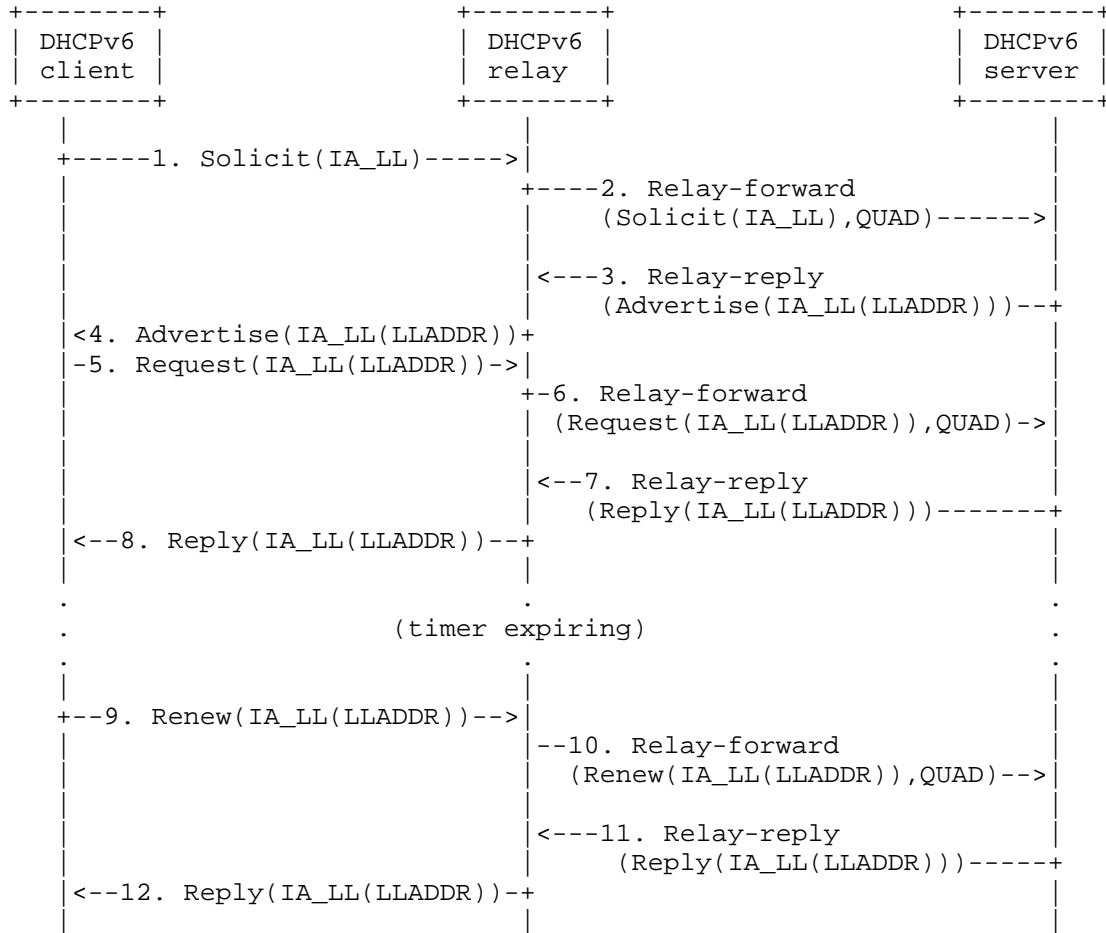 DHCPv6 DHCPv6 DHCPv6
client relay server
1. Solicit(IA_LL)
2. Relay-forward
(Solicit(IA_LL),QUAD)
3. Relay-reply
(Advertise(IA_LL(LLADDR)))
4. Advertise(IA_LL(LLADDR))
5. Request(IA_LL(LLADDR))
6. Relay-forward
(Request(IA_LL(LLADDR)),QUAD)
7. Relay-reply
(Reply(IA_LL(LLADDR)))
8. Reply(IA_LL(LLADDR))
(timer expiring)
9. Renew(IA_LL(LLADDR))
10. Relay-forward
(Renew(IA_LL(LLADDR)),QUAD)
11. Relay-reply
(Reply(IA_LL(LLADDR)))
12. Reply(IA_LL(LLADDR))